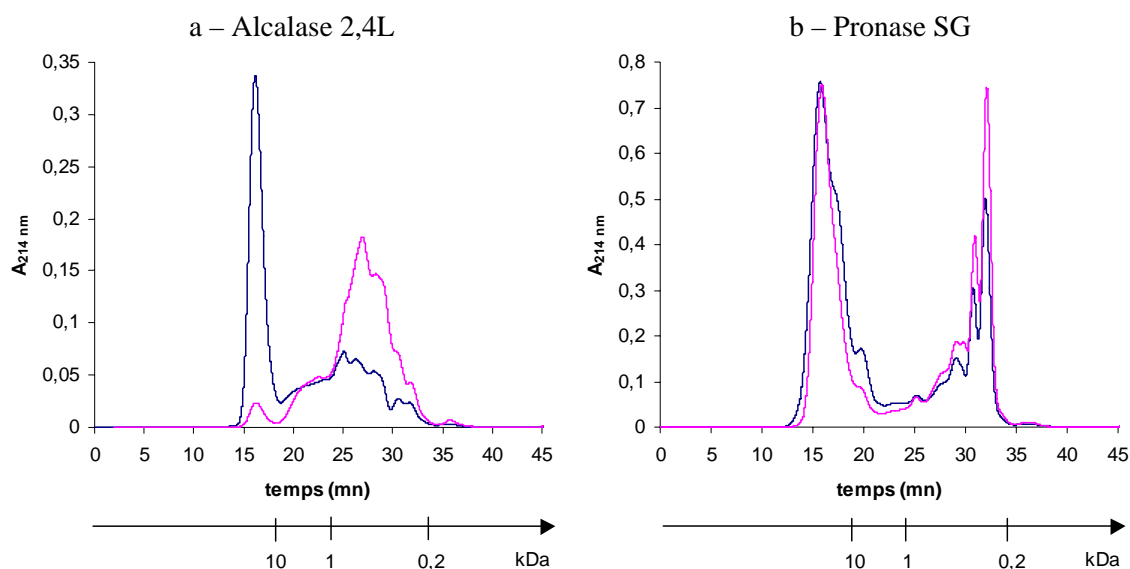 a – Alcalase 2,4L
0,35
0,3
0,25
0,2
0,15
0,1
0,05
0
A214 nm
0 5 10 15 20 25 30 35 40 45
temps (mn)
10 1 0,2 kDa
b – Pronase SG
0,8
0,7
0,6
0,5
0,4
0,3
0,2
0,1
0
A214 nm
0 5 10 15 20 25 30 35 40 45
temps (mn)
10 1 0,2 kDa